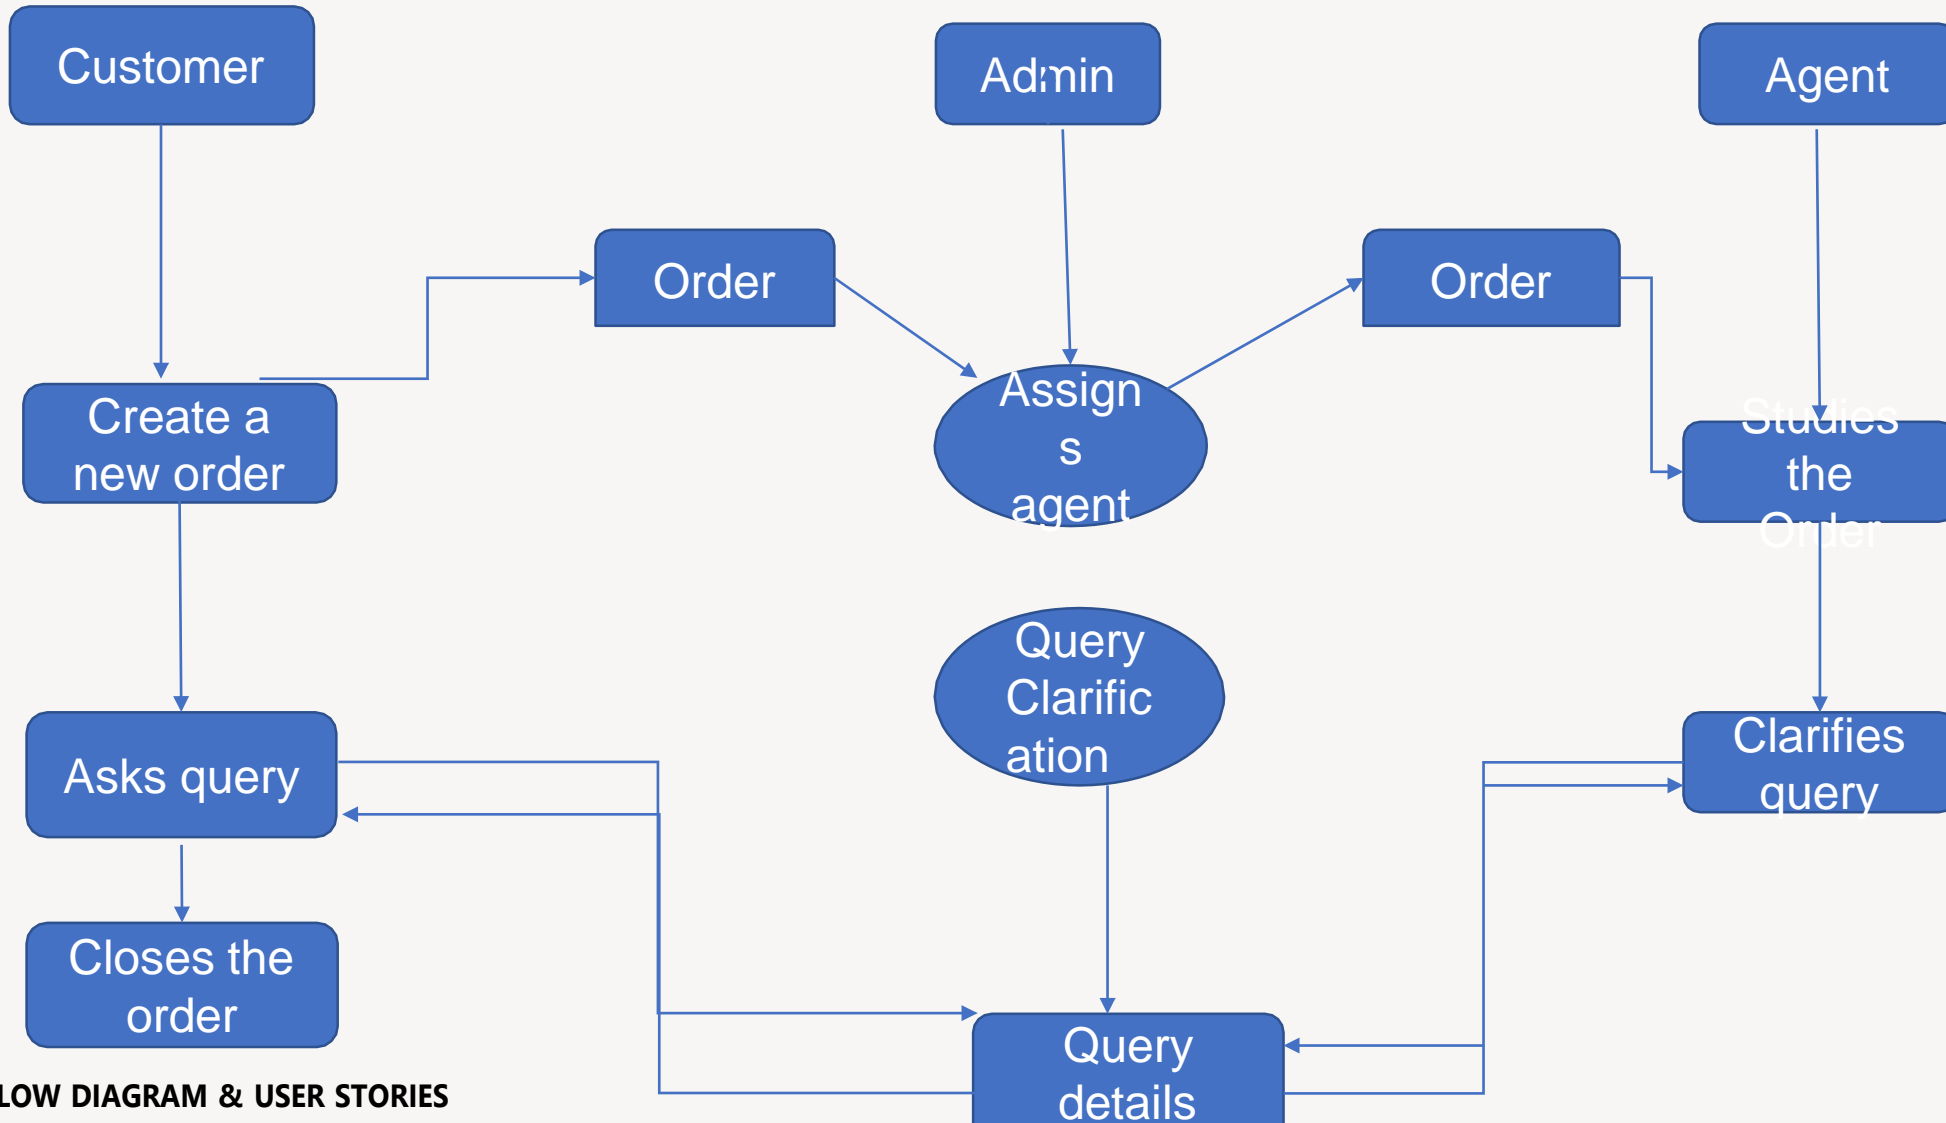 Customer
Admin
Agent
Order
Order
Create a
new order
Assign
s
agent
Studies
the
Order
Query
Clarific
ation
Asks query
Clarifies
query
Closes the
order
Query
details
LOW DIAGRAM & USER STORIES